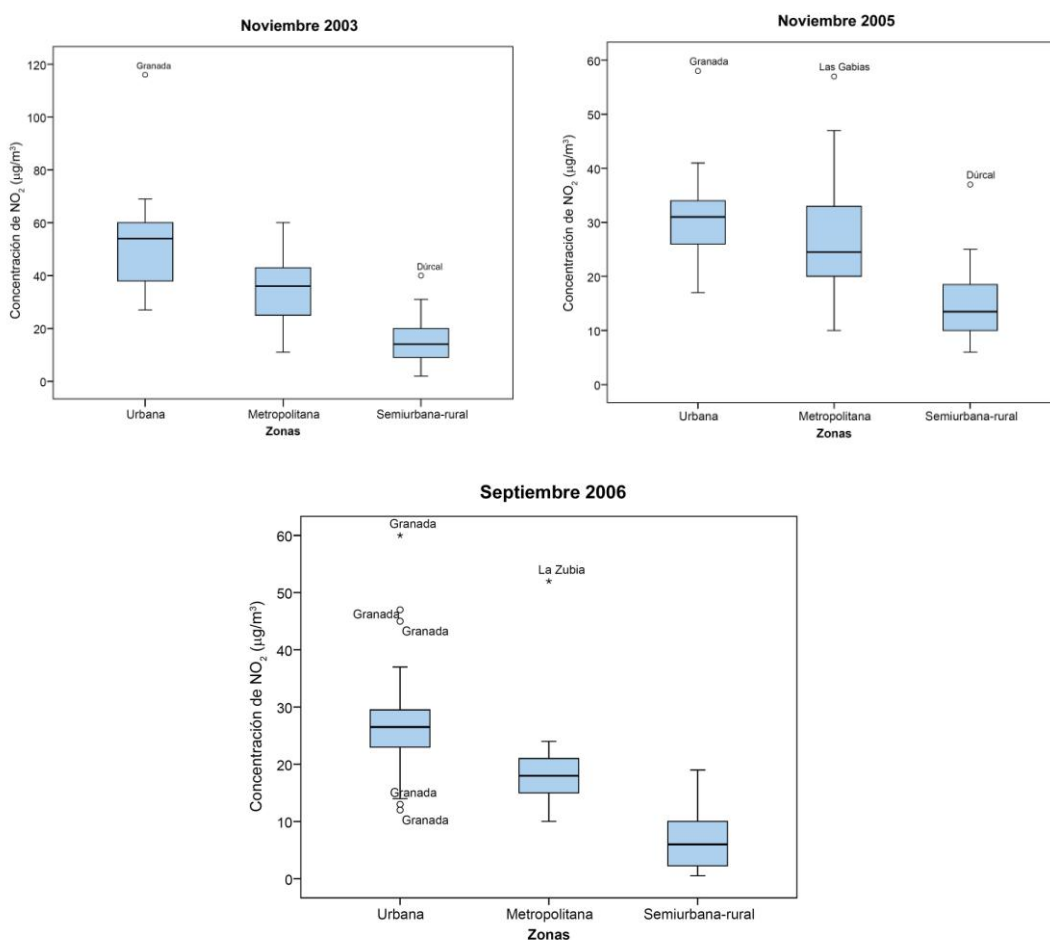 Noviembre 2003
Concentración de NO₂ (μg/m³)
120
100
80
60
40
20
0
Granada
Dúrcal
Urbana
Metropolitana
Semiurbana-rural
Zonas
Noviembre 2005
Concentración de NO₂ (μg/m³)
60
50
40
30
20
10
0
Granada
Las Gabias
Dúrcal
Urbana
Metropolitana
Semiurbana-rural
Zonas
Septiembre 2006
Concentración de NO₂ (μg/m³)
60
50
40
30
20
10
0
Granada
La Zubia
Granada
Granada
Granada
Granada
Urbana
Metropolitana
Semiurbana-rural
Zonas